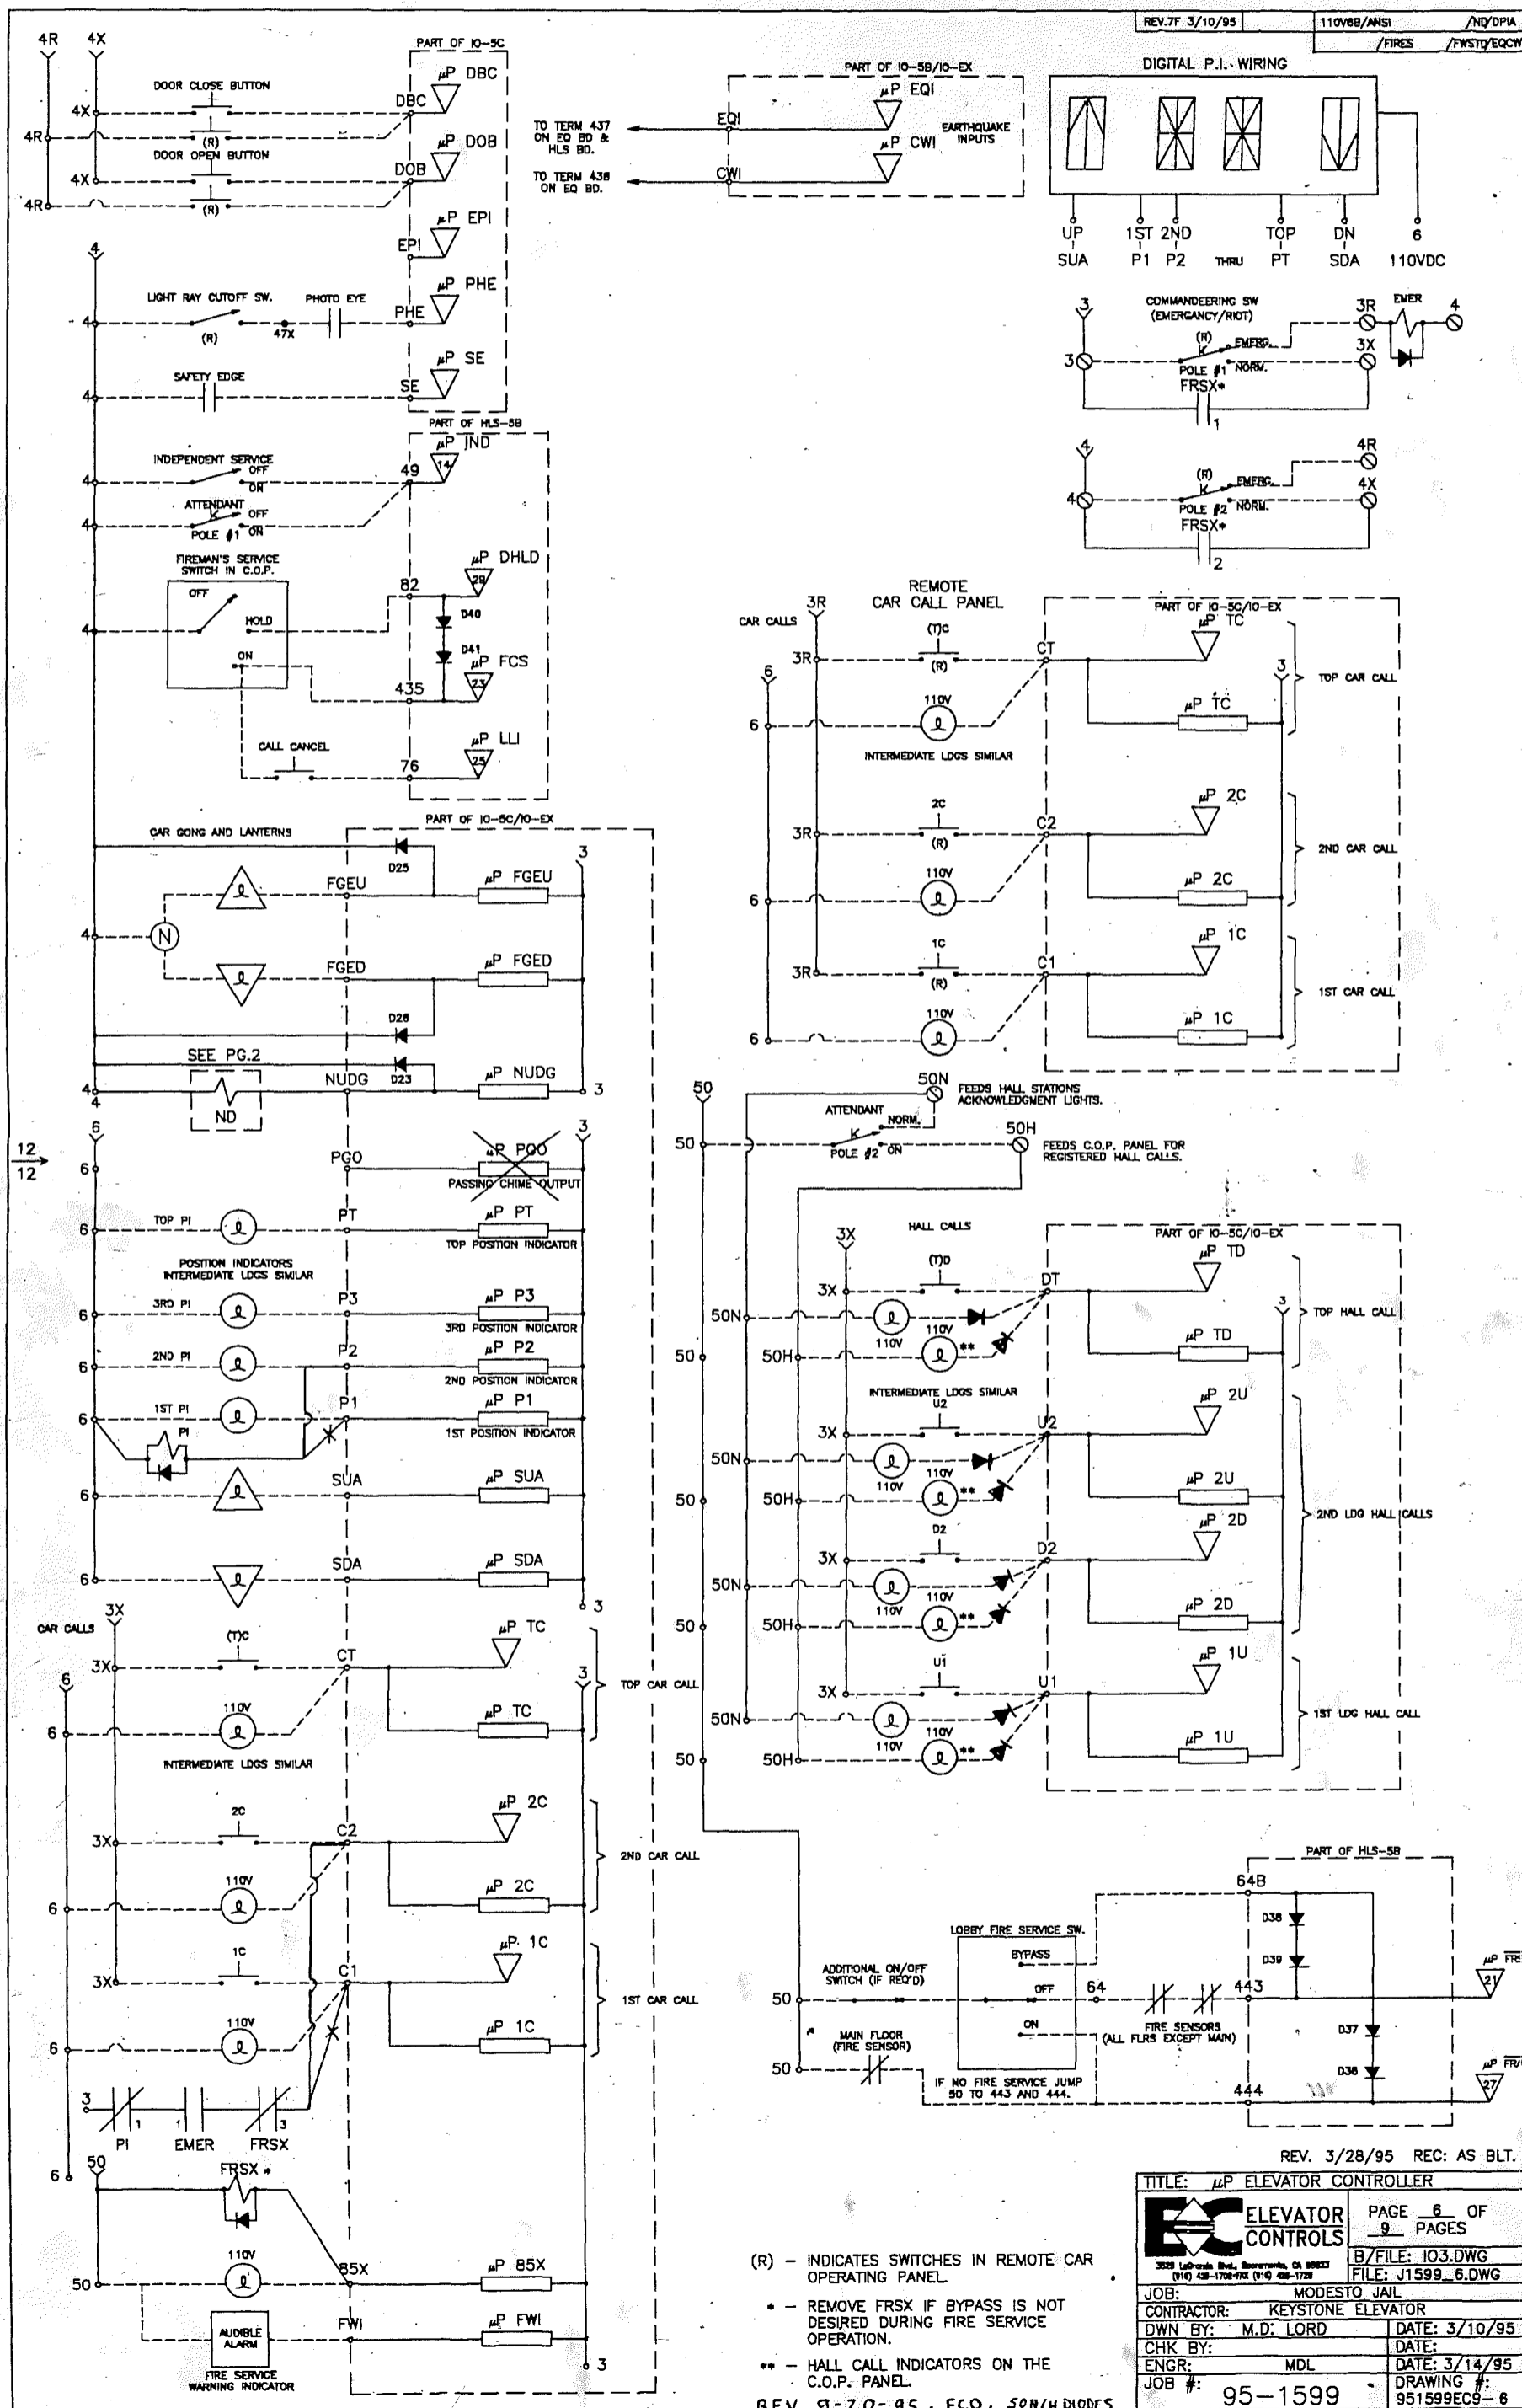 REV.7F 3/10/95
110V6B/ANSI /ND/DPIA
/FIRES /FWSTD/EQCW
4R 4X
PART OF IO-5C
DOOR CLOSE BUTTON
4X
DBC
µP DBC
4R
(R)
DOOR OPEN BUTTON
4X
DOB
µP DOB
4R
(R)
EPI
µP EPI
4
LIGHT RAY CUTOFF SW.
PHOTO EYE
4
(R)
47X
PHE
µP PHE
SAFETY EDGE
4
SE
µP SE
PART OF HLS-5B
INDEPENDENT SERVICE
4
OFF
ON
49
µP IND
14
ATTENDANT
4
K
OFF
POLE #1 ON
FIREMAN'S SERVICE
SWITCH IN C.O.P.
OFF
HOLD
ON
4
82
µP DHLD
29
D40
D41
µP FCS
23
435
CALL CANCEL
76
µP LLI
25
PART OF IO-5B/IO-EX
TO TERM 437
ON EQ BD &
HLS BD.
EQI
µP EQI
EARTHQUAKE
INPUTS
TO TERM 438
ON EQ BD.
CWI
µP CWI
DIGITAL P.I. WIRING
UP 1ST 2ND TOP DN 6
SUA P1 P2 THRU PT SDA 110VDC
COMMANDEERING SW
(EMERGANCY/RIOT)
3
3
(R)
K
EMERG.
POLE #1 NORM.
3R
EMER
4
3X
FRSX*
1
4
4
(R)
K
EMERG.
POLE #2 NORM.
4R
4X
FRSX*
2
REMOTE
CAR CALL PANEL
CAR CALLS
3R
6
PART OF IO-5C/IO-EX
3R
(T)C
(R)
CT
µP TC
3
TOP CAR CALL
6
110V
µP TC
INTERMEDIATE LDGS SIMILAR
3R
2C
(R)
C2
µP 2C
2ND CAR CALL
6
110V
µP 2C
3R
1C
(R)
C1
µP 1C
1ST CAR CALL
6
110V
µP 1C
PART OF IO-5C/IO-EX
CAR GONG AND LANTERNS
D25
3
FGEU
µP FGEU
4
N
FGED
µP FGED
D26
SEE PG.2
D23
4
ND
NUDG
µP NUDG
3
4
12
12
6
3
6
PGO
µP PGO
PASSING CHIME OUTPUT
6
TOP PI
PT
µP PT
TOP POSITION INDICATOR
POSITION INDICATORS
INTERMEDIATE LDGS SIMILAR
6
3RD PI
P3
µP P3
3RD POSITION INDICATOR
6
2ND PI
P2
µP P2
2ND POSITION INDICATOR
6
1ST PI
P1
µP P1
1ST POSITION INDICATOR
PI
6
SUA
µP SUA
6
SDA
µP SDA
3
CAR CALLS
3X
6
3X
(T)C
CT
µP TC
3
TOP CAR CALL
6
110V
µP TC
INTERMEDIATE LDGS SIMILAR
3X
2C
C2
µP 2C
2ND CAR CALL
6
110V
µP 2C
3X
1C
C1
µP 1C
1ST CAR CALL
6
110V
µP 1C
3
1 1 3
PI EMER FRSX
6
50
FRSX *
50
110V
85X
µP 85X
AUDIBLE
ALARM
FWI
µP FWI
3
FIRE SERVICE
WARNING INDICATOR
50
50N
FEEDS HALL STATIONS
ACKNOWLEDGMENT LIGHTS.
50
ATTENDANT
K
NORM.
POLE #2 ON
50H
FEEDS C.O.P. PANEL FOR
REGISTERED HALL CALLS.
HALL CALLS
3X
PART OF IO-5C/IO-EX
3X
(T)D
DT
µP TD
3
TOP HALL CALL
50N
110V
50
50H
110V
**
µP TD
INTERMEDIATE LDGS SIMILAR
3X
U2
U2
µP 2U
50N
110V
50
50H
110V
**
µP 2U
2ND LDG HALL CALLS
3X
D2
D2
µP 2D
50N
110V
50
50H
110V
**
µP 2D
3X
U1
U1
µP 1U
1ST LDG HALL CALL
50N
110V
50
50H
110V
**
µP 1U
PART OF HLS-5B
64B
LOBBY FIRE SERVICE SW.
BYPASS
D38
D39
ADDITIONAL ON/OFF
SWITCH (IF REQ'D)
50
OFF
64
443
21
ON
FIRE SENSORS
(ALL FLRS EXCEPT MAIN)
MAIN FLOOR
(FIRE SENSOR)
50
D37
D36
IF NO FIRE SERVICE JUMP
50 TO 443 AND 444.
444
27
(R) - INDICATES SWITCHES IN REMOTE CAR
OPERATING PANEL
* - REMOVE FRSX IF BYPASS IS NOT
DESIRED DURING FIRE SERVICE
OPERATION.
** - HALL CALL INDICATORS ON THE
C.O.P. PANEL.
REV. 3/28/95 REC: AS BLT.
TITLE: µP ELEVATOR CONTROLLER
EC ELEVATOR
CONTROLS
PAGE 6 OF
9 PAGES
B/FILE: IO3.DWG
FILE: J1599_6.DWG
JOB: MODESTO JAIL
CONTRACTOR: KEYSTONE ELEVATOR
DWN BY: M.D. LORD DATE: 3/10/95
CHK BY: DATE:
ENGR: MDL DATE: 3/14/95
JOB #: 95-1599
DRAWING #:
951599EC9_6